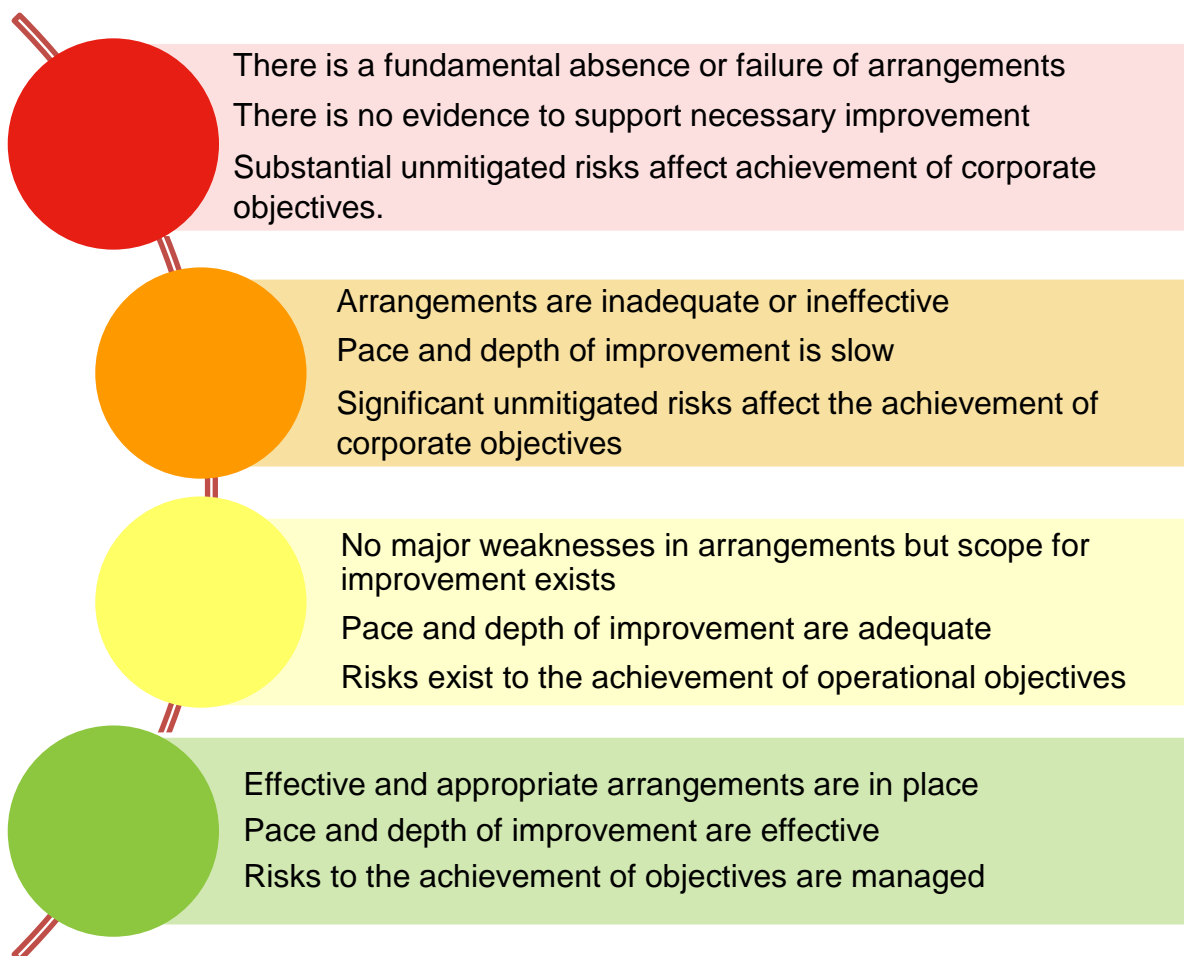 There is a fundamental absence or failure of arrangements
There is no evidence to support necessary improvement
Substantial unmitigated risks affect achievement of corporate
objectives.
Arrangements are inadequate or ineffective
Pace and depth of improvement is slow
Significant unmitigated risks affect the achievement of
corporate objectives
No major weaknesses in arrangements but scope for
improvement exists
Pace and depth of improvement are adequate
Risks exist to the achievement of operational objectives
Effective and appropriate arrangements are in place
Pace and depth of improvement are effective
Risks to the achievement of objectives are managed